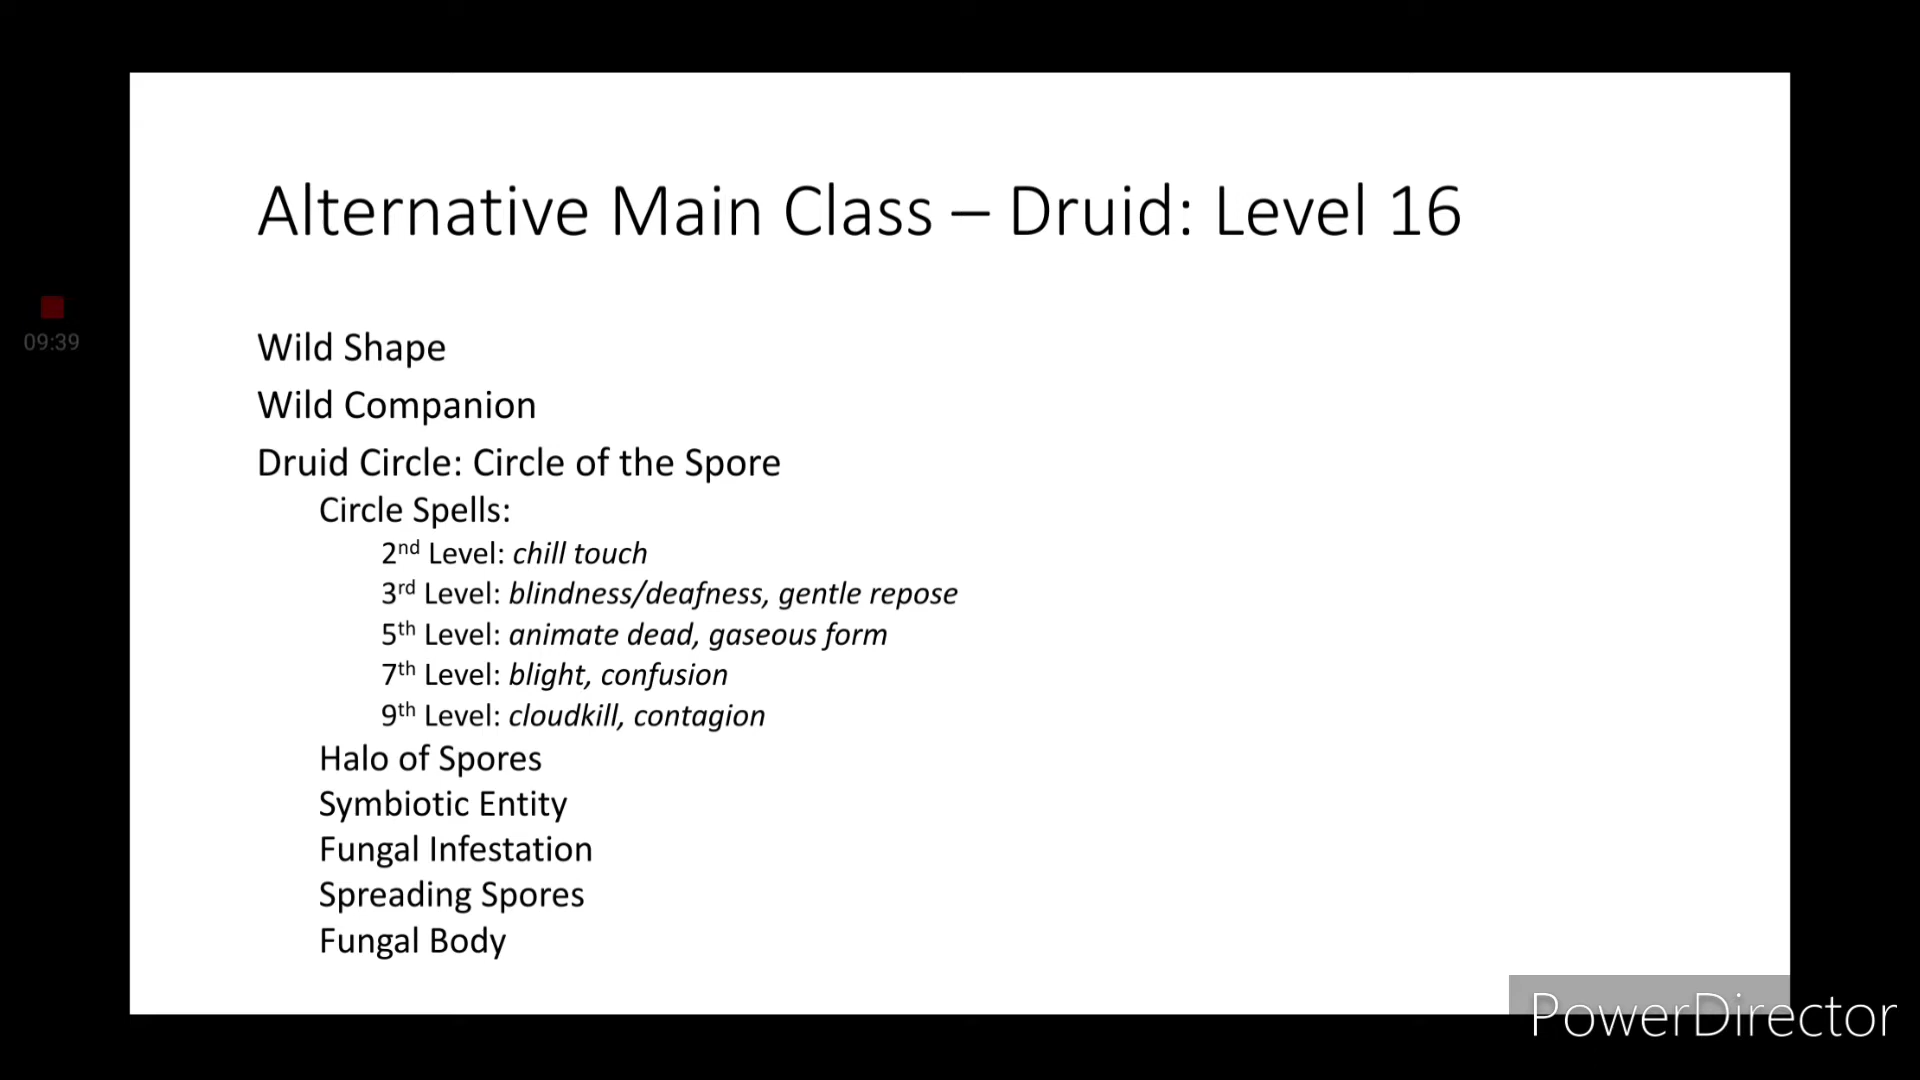 Alternative Main Class – Druid: Level 16
09:39
Wild Shape
Wild Companion
Druid Circle: Circle of the Spore
Circle Spells:
2nd Level: chill touch
3rd Level: blindness/deafness, gentle repose
5th Level: animate dead, gaseous form
7th Level: blight, confusion
9th Level: cloudkill, contagion
Halo of Spores
Symbiotic Entity
Fungal Infestation
Spreading Spores
Fungal Body
PowerDirector